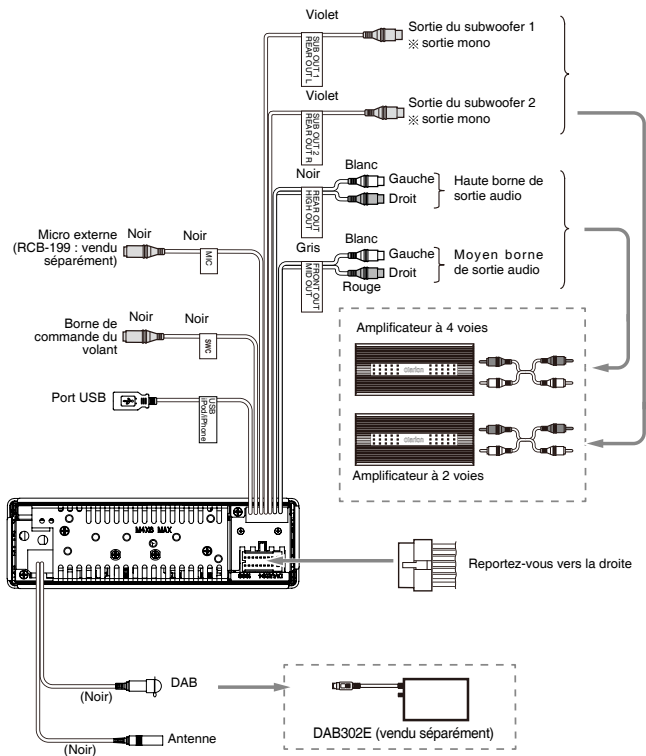 Violet
SUB OUT 1
REAR OUT L
Sortie du subwoofer 1
※ sortie mono
Violet
SUB OUT 2
REAR OUT R
Sortie du subwoofer 2
※ sortie mono
Noir
REAR OUT
HIGH OUT
Blanc
Gauche
Droit
Haute borne de
sortie audio
Gris
FRONT OUT
MID OUT
Blanc
Gauche
Droit
Rouge
Moyen borne
de sortie audio
Micro externe
(RCB-199 : vendu
séparément)
Noir
Noir
MIC
Borne de
commande du
volant
Noir
Noir
SWC
Port USB
USB
iPod/iPhone
Amplificateur à 4 voies
clarion
clarion
Amplificateur à 2 voies
M4X6 MAX
Reportez-vous vers la droite
(Noir)
DAB
DAB302E (vendu séparément)
(Noir)
Antenne